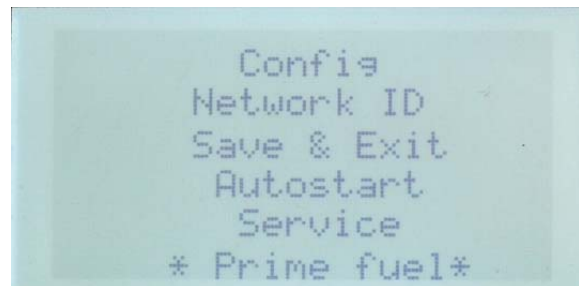 Config
Network ID
Save & Exit
Autostart
Service
* Prime fuel*